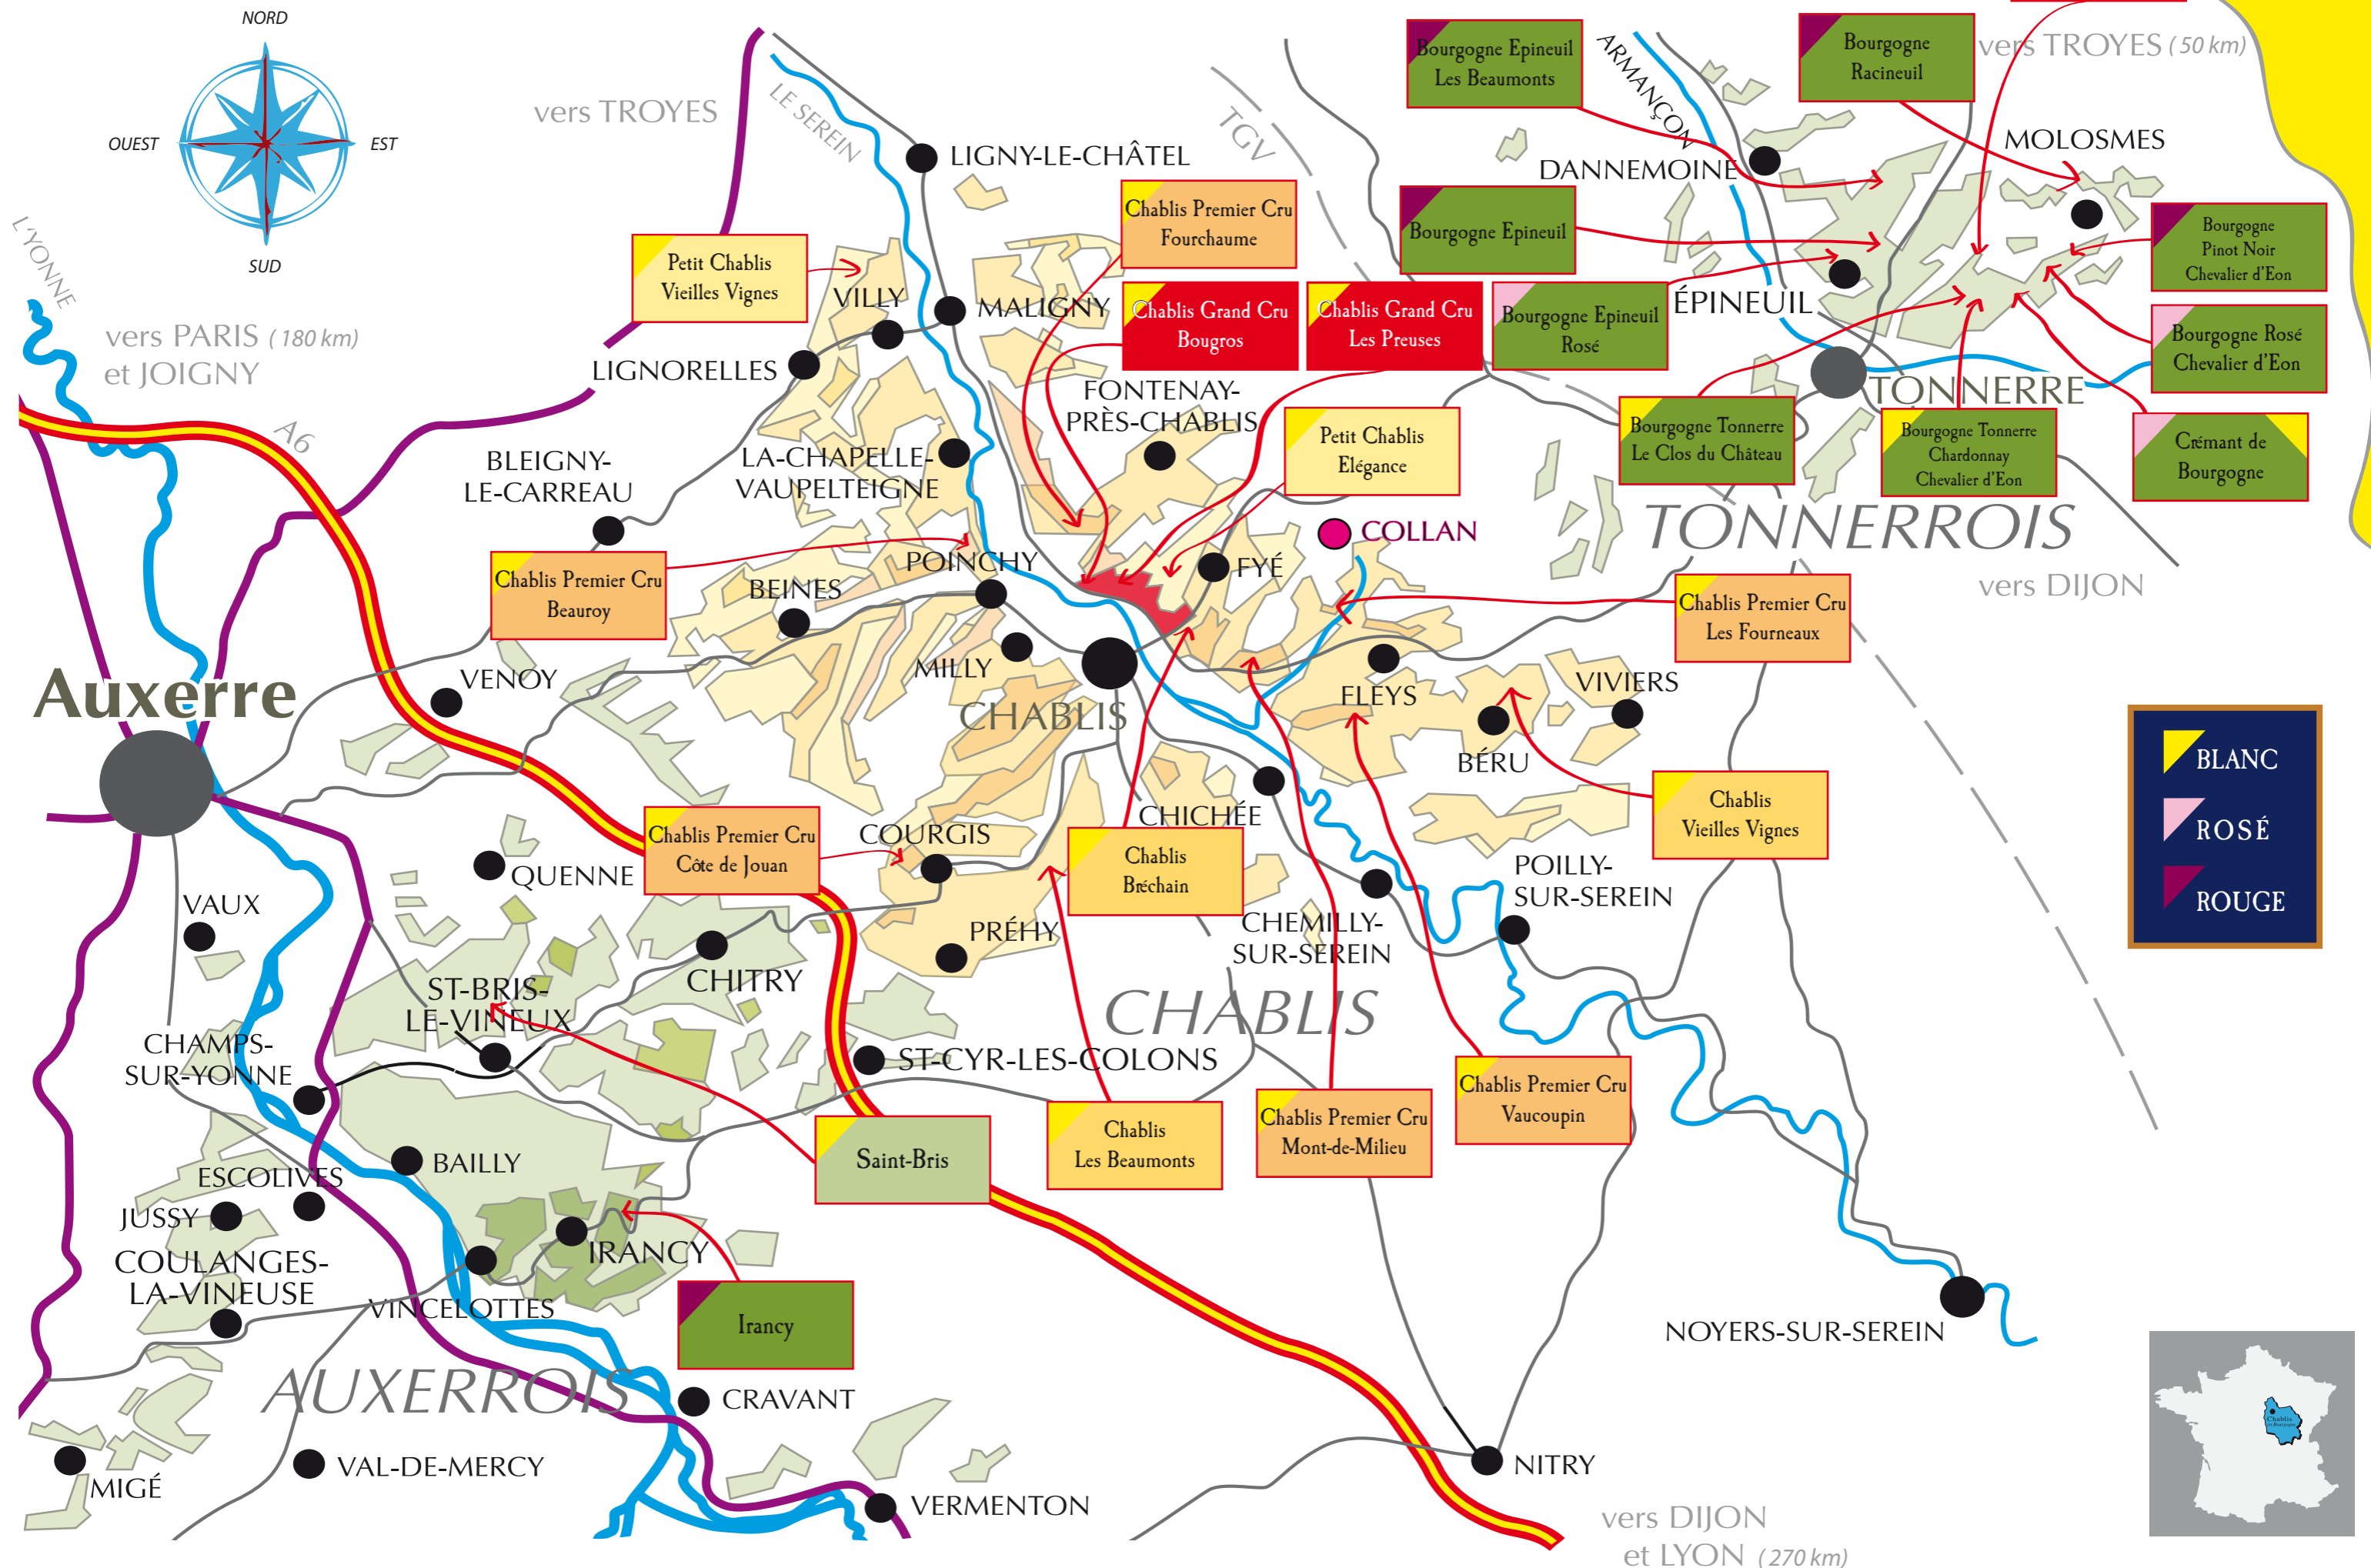 NORD
OUEST
EST
SUD
L'YONNE
vers PARIS (180 km)
et JOIGNY
A6
vers TROYES
LE SEREIN
LIGNY-LE-CHÂTEL
TGV
Chablis Premier Cru
Fourchaume
Petit Chablis
Vieilles Vignes
VILLY
MALIGNY
LIGNORELLES
Chablis Grand Cru
Bougros
Chablis Grand Cru
Les Preuses
Bourgogne Epineuil
Les Beaumonts
ARMANÇON
Bourgogne
Racineuil
vers TROYES (50 km)
DANNEMOINE
MOLOSMES
Bourgogne Epineuil
Bourgogne Epineuil
Rosé
ÉPINEUIL
Bourgogne
Pinot Noir
Chevalier d'Eon
Bourgogne Rosé
Chevalier d'Eon
TONNERRE
Bourgogne Tonnerre
Le Clos du Château
Bourgogne Tonnerre
Chardonnay
Chevalier d'Eon
Crémant de
Bourgogne
TONNERROIS
vers DIJON
FONTENAY-
PRÈS-CHABLIS
Petit Chablis
Elégance
LA-CHAPELLE-
VAUPELTEIGNE
BLEIGNY-
LE-CARREAU
Chablis Premier Cru
Beauroy
POINCHY
BEINES
FYÉ
COLLAN
Chablis Premier Cru
Les Fourneaux
MILLY
CHABLIS
FLEYS
VIVIERS
BÉRU
VENOY
Auxerre
BLANC
ROSÉ
ROUGE
Chablis
Vieilles Vignes
Chablis Premier Cru
Côte de Jouan
COURGIS
CHICHÉE
Chablis
Bréchain
QUENNE
POILLY-
SUR-SEREIN
VAUX
PRÉHY
CHEMILLY-
SUR-SEREIN
CHITRY
ST-BRIS-
LE-VINEUX
CHABLIS
CHAMPS-
SUR-YONNE
ST-CYR-LES-COLONS
Saint-Bris
Chablis
Les Beaumonts
Chablis Premier Cru
Mont-de-Milieu
Chablis Premier Cru
Vaucoupin
BAILLY
ESCOLIVES
JUSSY
IRANCY
COULANGES-
LA-VINEUSE
VINCELOTTES
Irancy
NOYERS-SUR-SEREIN
AUXERROIS
CRAVANT
VAL-DE-MERCY
MIGÉ
VERMENTON
NITRY
vers DIJON
et LYON (270 km)
Chablis